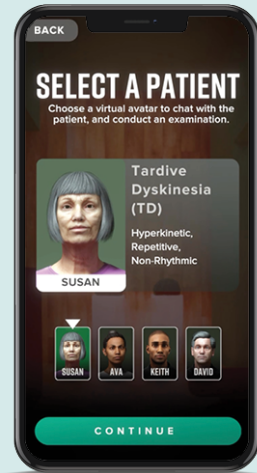 BACK
SELECT A PATIENT
Choose a virtual avatar to chat with the
patient, and conduct an examination.
Tardive
Dyskinesia
(TD)
Hyperkinetic,
Repetitive,
Non-Rhythmic
SUSAN
SUSAN
AVA
KEITH
DAVID
CONTINUE